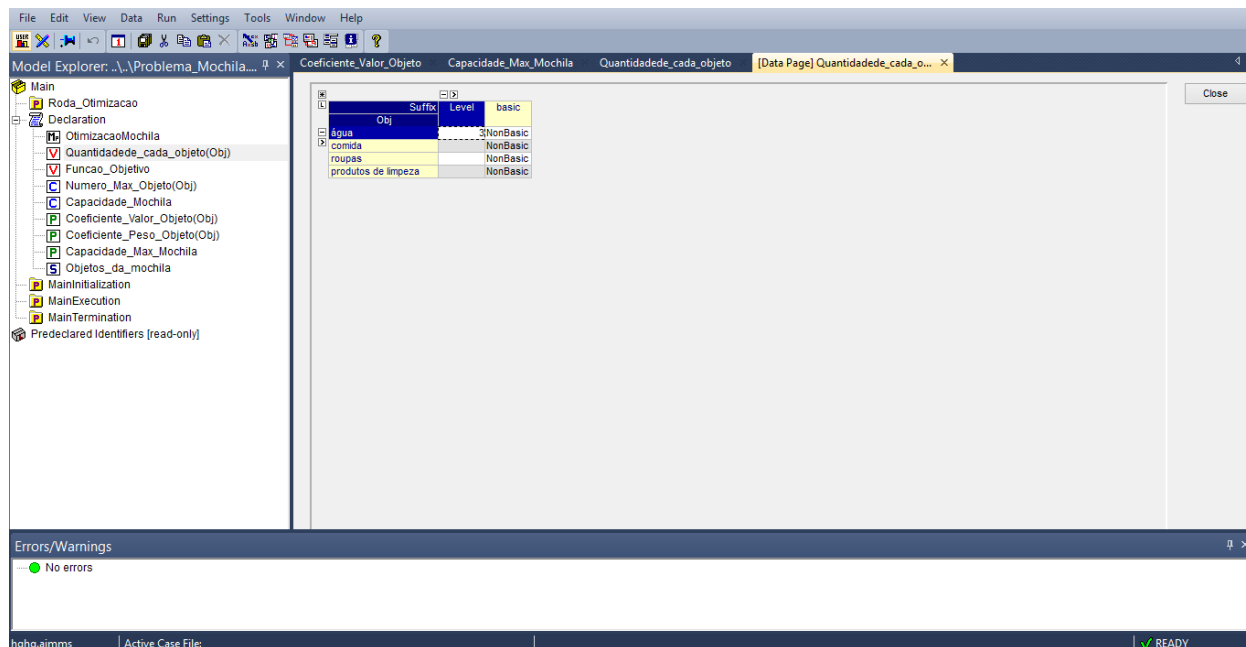 File Edit View Data Run Settings Tools Window Help
Model Explorer: ..\..\Problema_Mochila....
Coeficiente_Valor_Objeto Capacidade_Max_Mochila Quantidadede_cada_objeto [Data Page] Quantidadede_cada_o...
Main
Roda_Otimizacao
Declaration
OtimizacaoMochila
Quantidadede_cada_objeto(Obj)
Funcao_Objetivo
Numero_Max_Objeto(Obj)
Capacidade_Mochila
Coeficiente_Valor_Objeto(Obj)
Coeficiente_Peso_Objeto(Obj)
Capacidade_Max_Mochila
Objetos_da_mochila
MainInitialization
MainExecution
MainTermination
Predeclared Identifiers [read-only]
Suffix Level basic
Obj
água 3 NonBasic
comida NonBasic
roupas NonBasic
produtos de limpeza NonBasic
Close
Errors/Warnings
No errors
hghg.aimms Active Case File: READY